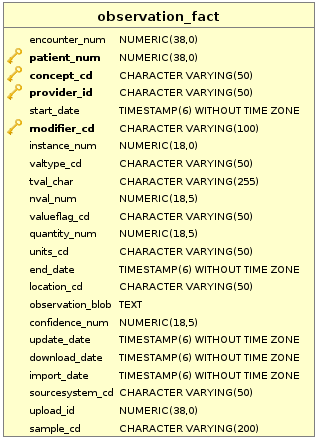 observation_fact
encounter_num NUMERIC(38,0)
patient_num NUMERIC(38,0)
concept_cd CHARACTER VARYING(50)
provider_id CHARACTER VARYING(50)
start_date TIMESTAMP(6) WITHOUT TIME ZONE
modifier_cd CHARACTER VARYING(100)
instance_num NUMERIC(18,0)
valtype_cd CHARACTER VARYING(50)
tval_char CHARACTER VARYING(255)
nval_num NUMERIC(18,5)
valueflag_cd CHARACTER VARYING(50)
quantity_num NUMERIC(18,5)
units_cd CHARACTER VARYING(50)
end_date TIMESTAMP(6) WITHOUT TIME ZONE
location_cd CHARACTER VARYING(50)
observation_blob TEXT
confidence_num NUMERIC(18,5)
update_date TIMESTAMP(6) WITHOUT TIME ZONE
download_date TIMESTAMP(6) WITHOUT TIME ZONE
import_date TIMESTAMP(6) WITHOUT TIME ZONE
sourcesystem_cd CHARACTER VARYING(50)
upload_id NUMERIC(38,0)
sample_cd CHARACTER VARYING(200)